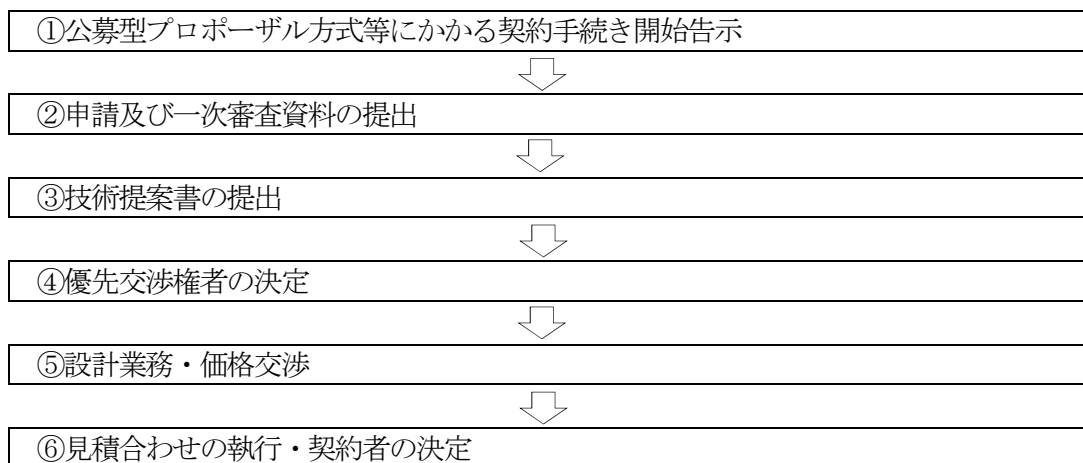 ①公募型プロポーザル方式等にかかる契約手続き開始告示
②申請及び一次審査資料の提出
③技術提案書の提出
④優先交渉権者の決定
⑤設計業務・価格交渉
⑥見積合わせの執行・契約者の決定